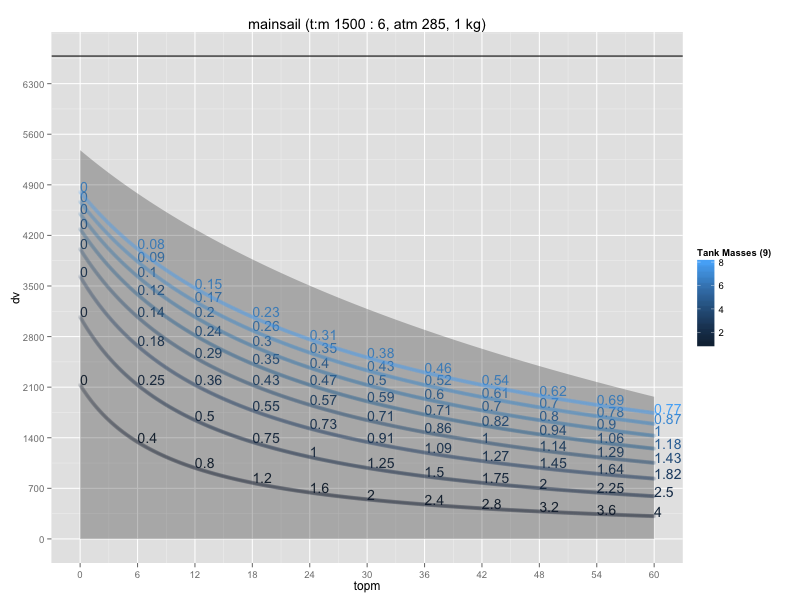 mainsail (t:m 1500 : 6, atm 285, 1 kg)
6300
5600
4900
4200
3500
2800
2100
1400
700
0
dv
0 0.08 0.15 0.23 0.31 0.38 0.46 0.54 0.62 0.69 0.77
0 0.09 0.17 0.26 0.35 0.43 0.52 0.61 0.7 0.78 0.87
0 0.1 0.2 0.3 0.4 0.5 0.6 0.7 0.8 0.9 1
0 0.12 0.24 0.35 0.47 0.59 0.71 0.82 0.94 1.06 1.18
0 0.14 0.29 0.43 0.57 0.71 0.86 1 1.14 1.29 1.43
0 0.18 0.36 0.55 0.73 0.91 1.09 1.27 1.45 1.64 1.82
0 0.25 0.5 0.75 1 1.25 1.5 1.75 2 2.25 2.5
0 0.4 0.8 1.2 1.6 2 2.4 2.8 3.2 3.6 4
0 6 12 18 24 30 36 42 48 54 60
topm
Tank Masses (9)
8
6
4
2